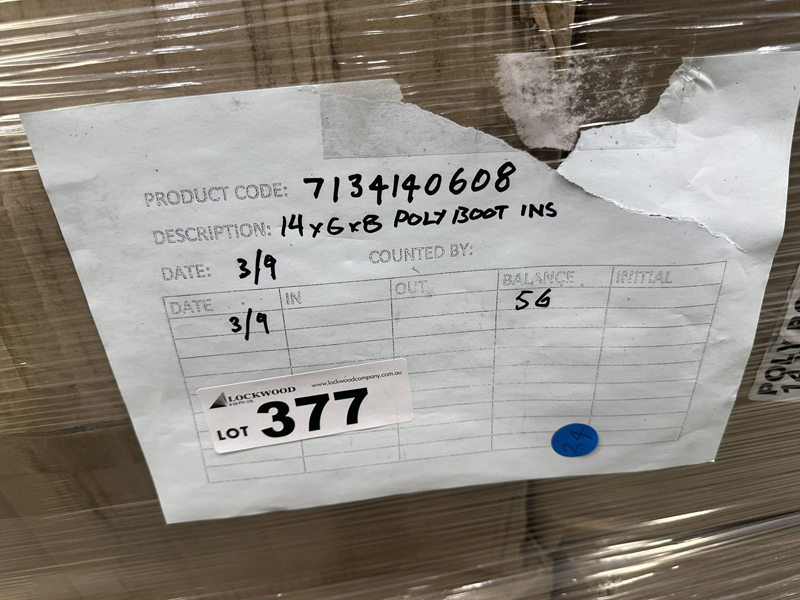 PRODUCT CODE: 7134140608
DESCRIPTION: 14x6x8 POLY BOOT INS
DATE: 3/9 COUNTED BY:
DATE IN OUT BALANCE INITIAL
3/9 56
LOCKWOOD
www.lockwoodcompany.com.au
LOT 377
24
POLY BO